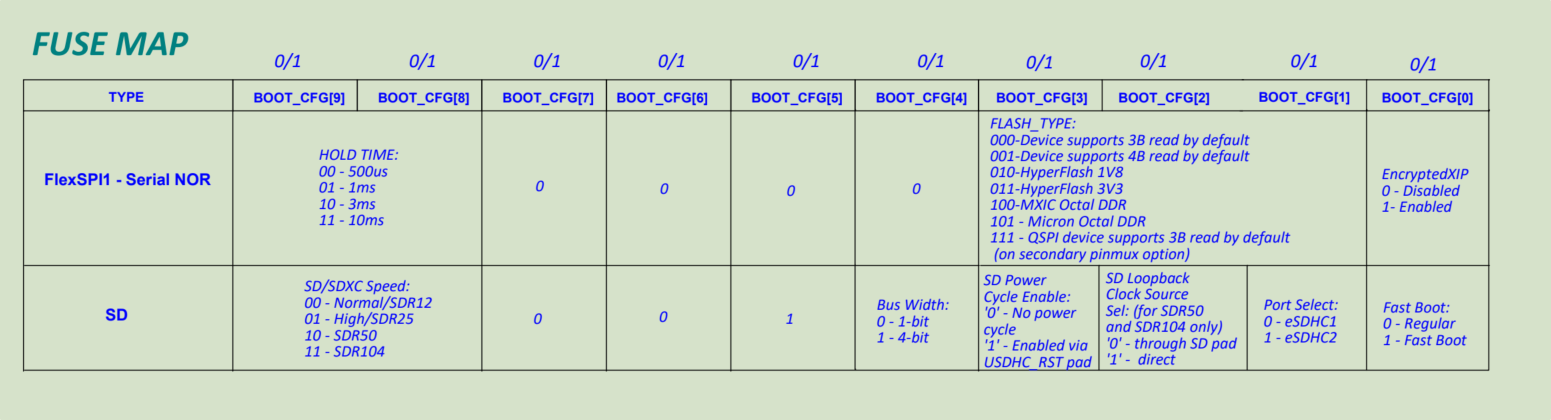 FUSE MAP
0/1 0/1 0/1 0/1 0/1 0/1 0/1 0/1 0/1 0/1
TYPE BOOT_CFG[9] BOOT_CFG[8] BOOT_CFG[7] BOOT_CFG[6] BOOT_CFG[5] BOOT_CFG[4] BOOT_CFG[3] BOOT_CFG[2] BOOT_CFG[1] BOOT_CFG[0]
FlexSPI1 - Serial NOR
HOLD TIME:
00 - 500us
01 - 1ms
10 - 3ms
11 - 10ms
0
0
0
0
FLASH_TYPE:
000-Device supports 3B read by default
001-Device supports 4B read by default
010-HyperFlash 1V8
011-HyperFlash 3V3
100-MXIC Octal DDR
101 - Micron Octal DDR
111 - QSPI device supports 3B read by default
(on secondary pinmux option)
EncryptedXIP
0 - Disabled
1- Enabled
SD
SD/SDXC Speed:
00 - Normal/SDR12
01 - High/SDR25
10 - SDR50
11 - SDR104
0
0
1
Bus Width:
0 - 1-bit
1 - 4-bit
SD Power
Cycle Enable:
'0' - No power
cycle
'1' - Enabled via
USDHC_RST pad
SD Loopback
Clock Source
Sel: (for SDR50
and SDR104 only)
'0' - through SD pad
'1' - direct
Port Select:
0 - eSDHC1
1 - eSDHC2
Fast Boot:
0 - Regular
1 - Fast Boot